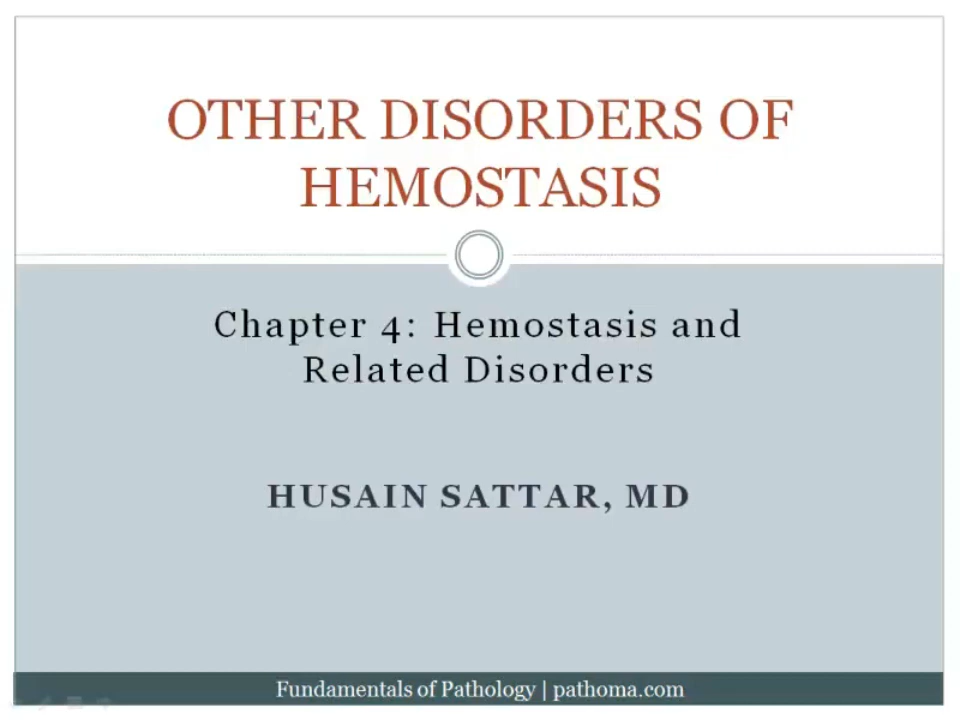 OTHER DISORDERS OF
HEMOSTASIS
Chapter 4: Hemostasis and
Related Disorders
HUSAIN SATTAR, MD
Fundamentals of Pathology | pathoma.com